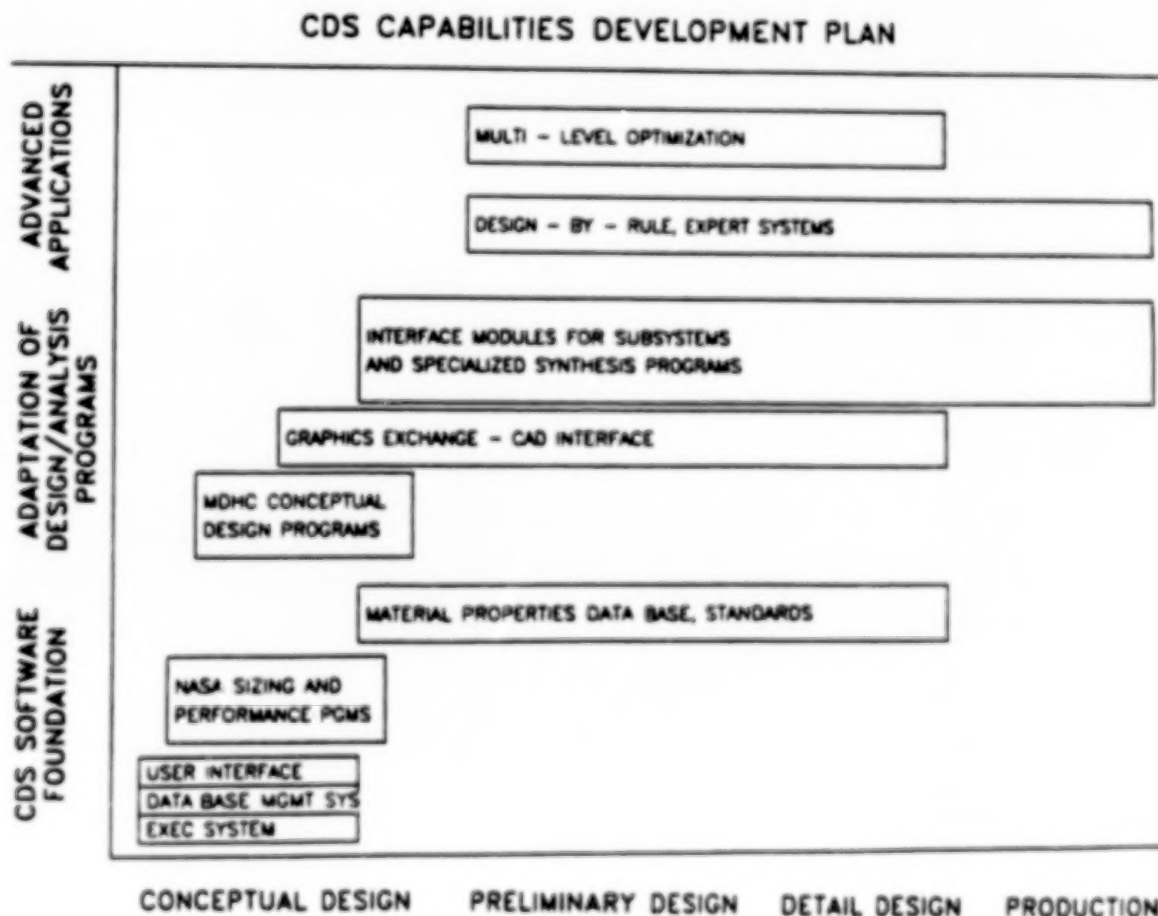 CDS CAPABILITIES DEVELOPMENT PLAN
ADVANCED
APPLICATIONS
MULTI - LEVEL OPTIMIZATION
DESIGN - BY - RULE, EXPERT SYSTEMS
ADAPTATION OF
DESIGN/ANALYSIS
PROGRAMS
INTERFACE MODULES FOR SUBSYSTEMS
AND SPECIALIZED SYNTHESIS PROGRAMS
GRAPHICS EXCHANGE - CAD INTERFACE
MDHC CONCEPTUAL
DESIGN PROGRAMS
CDS SOFTWARE
FOUNDATION
MATERIAL PROPERTIES DATA BASE, STANDARDS
NASA SIZING AND
PERFORMANCE PGMS
USER INTERFACE
DATA BASE MGMT SYS
EXEC SYSTEM
CONCEPTUAL DESIGN PRELIMINARY DESIGN DETAIL DESIGN PRODUCTION